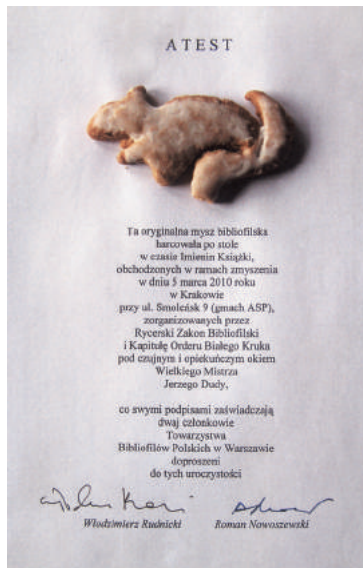 ATEST
Ta oryginalna mysz bibliofilska
harcowała po stole
w czasie Imienin Książki,
obchodzonych w ramach zmyszenia
w dniu 5 marca 2010 roku
w Krakowie
przy ul. Smoleńsk 9 (gmach ASP),
zorganizowanych przez
Rycerski Zakon Bibliofilski
i Kapitułę Orderu Białego Kruka
pod czujnym i opiekuńczym okiem
Wielkiego Mistrza
Jerzego Dudy,
co swymi podpisami zaświadczają
dwaj członkowie
Towarzystwa
Bibliofilów Polskich w Warszawie
doproszeni
do tych uroczystości
Włodzimierz Rudnicki Roman Nowoszewski